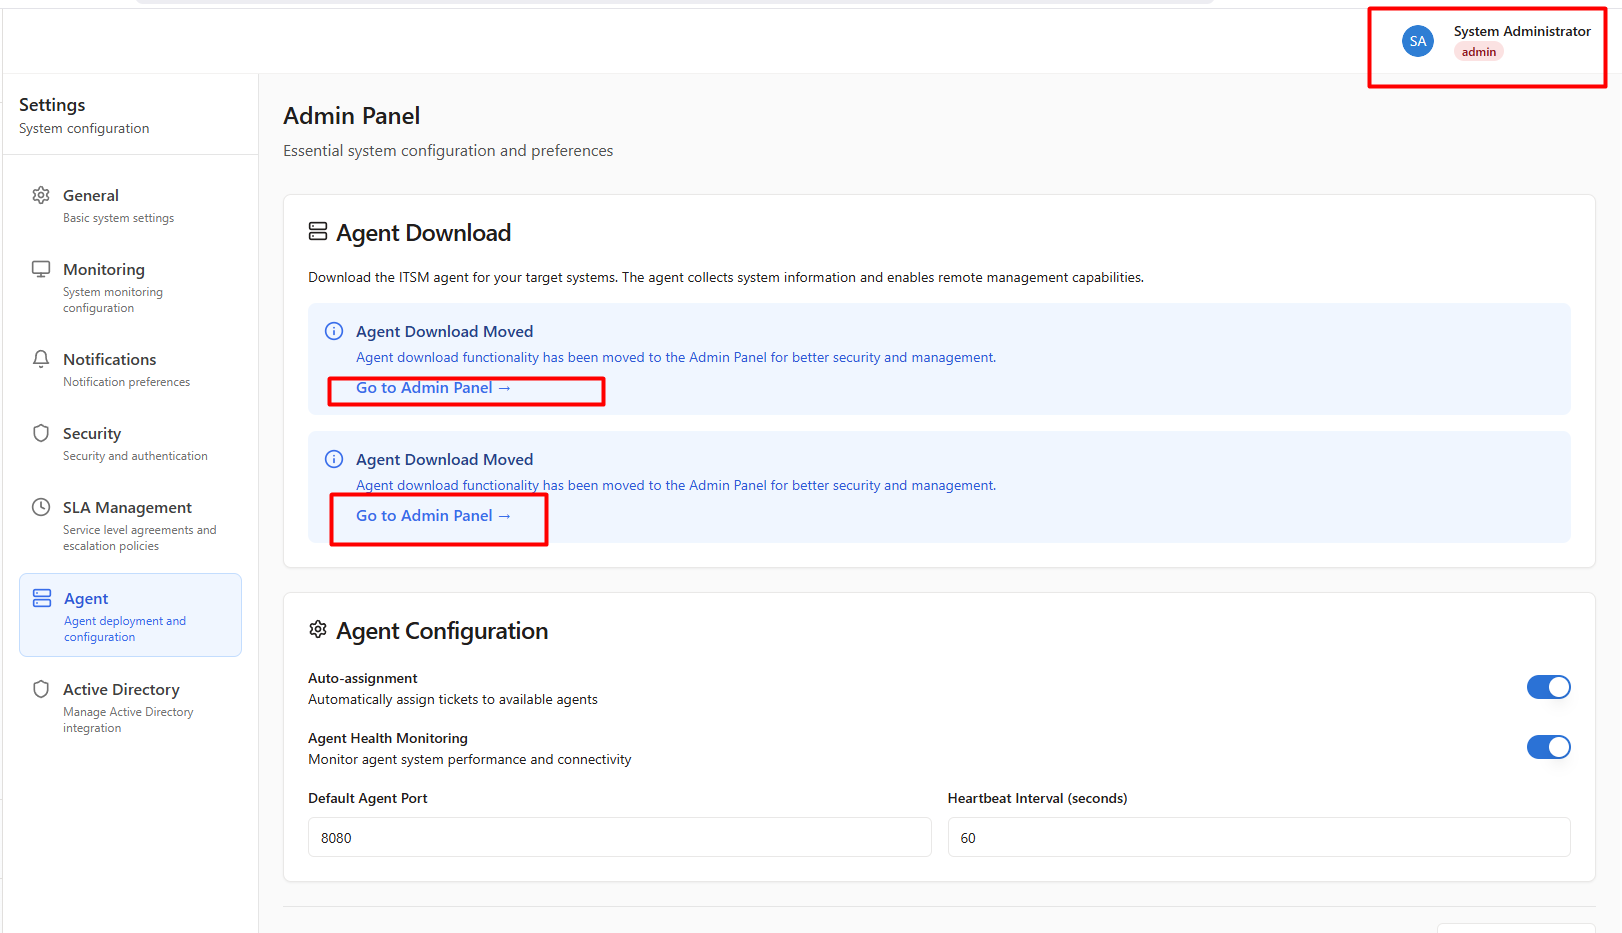 SA
System Administrator
admin
Settings
System configuration
General
Basic system settings
Monitoring
System monitoring
configuration
Notifications
Notification preferences
Security
Security and authentication
SLA Management
Service level agreements and
escalation policies
Agent
Agent deployment and
configuration
Active Directory
Manage Active Directory
integration
Admin Panel
Essential system configuration and preferences
Agent Download
Download the ITSM agent for your target systems. The agent collects system information and enables remote management capabilities.
Agent Download Moved
Agent download functionality has been moved to the Admin Panel for better security and management.
Go to Admin Panel →
Agent Download Moved
Agent download functionality has been moved to the Admin Panel for better security and management.
Go to Admin Panel →
Agent Configuration
Auto-assignment
Automatically assign tickets to available agents
Agent Health Monitoring
Monitor agent system performance and connectivity
Default Agent Port
8080
Heartbeat Interval (seconds)
60